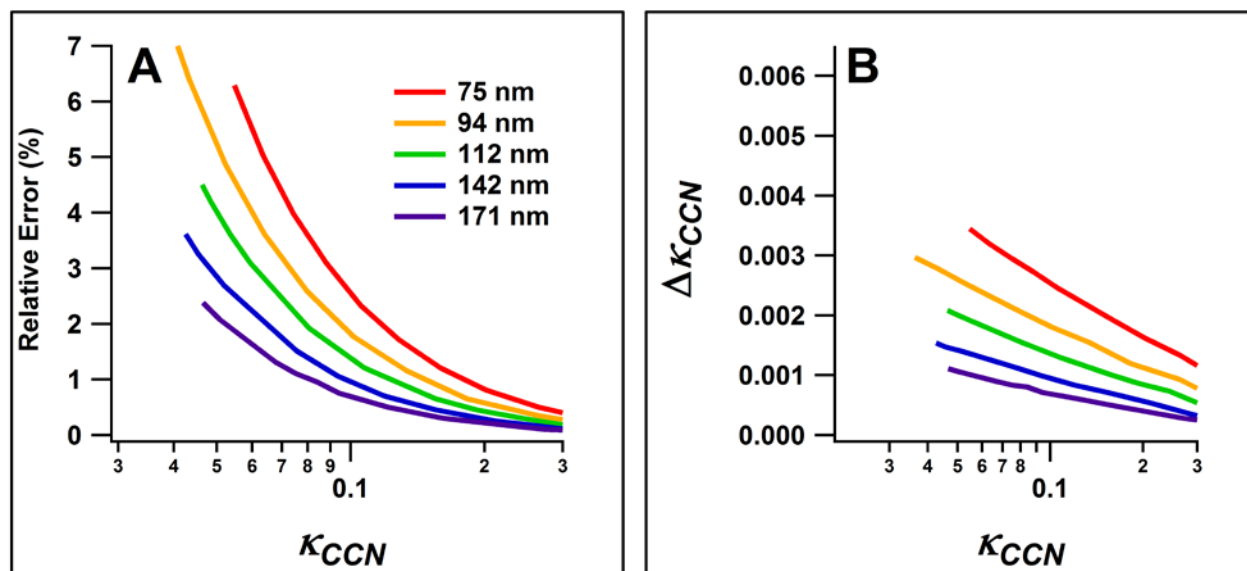 A
Relative Error (%)
7
6
5
4
3
2
1
0
75 nm
94 nm
112 nm
142 nm
171 nm
3 4 5 6 7 8 9 2 3
0.1
κCCN
B
ΔκCCN
0.006
0.005
0.004
0.003
0.002
0.001
0.000
3 4 5 6 7 8 2 3
0.1
κCCN